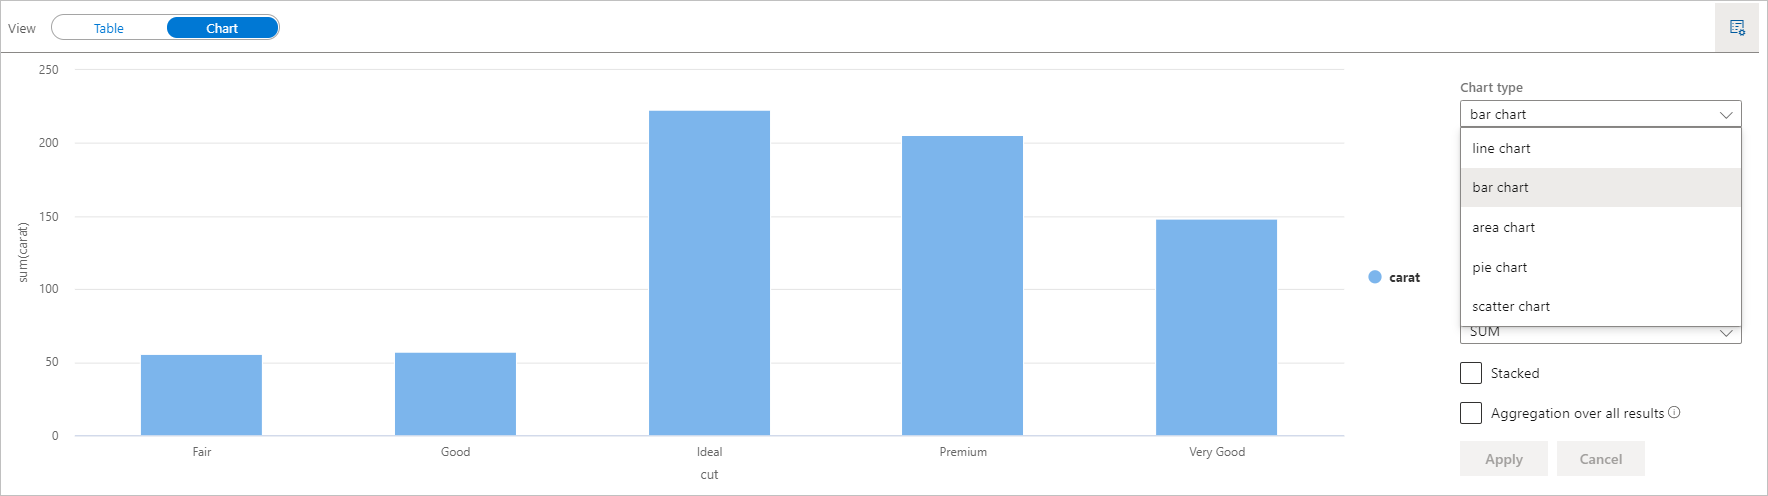 View
Table
Chart
250
200
150
100
50
0
sum(carat)
Fair
Good
Ideal
Premium
Very Good
cut
carat
Chart type
bar chart
line chart
bar chart
area chart
pie chart
scatter chart
SUM
Stacked
Aggregation over all results
Apply
Cancel